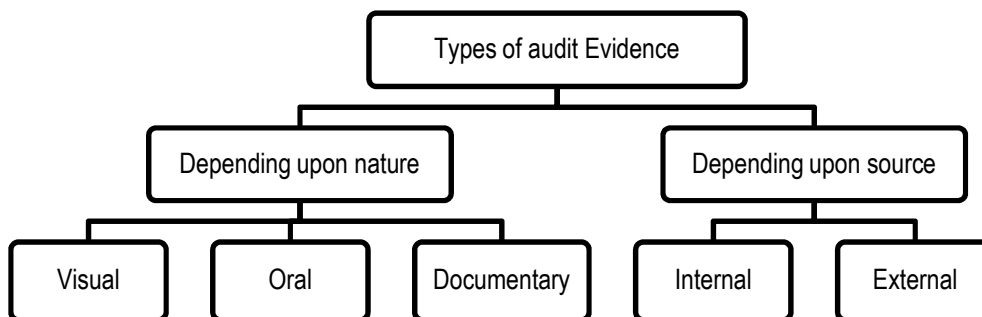 Types of audit Evidence
Depending upon nature
Depending upon source
Visual
Oral
Documentary
Internal
External